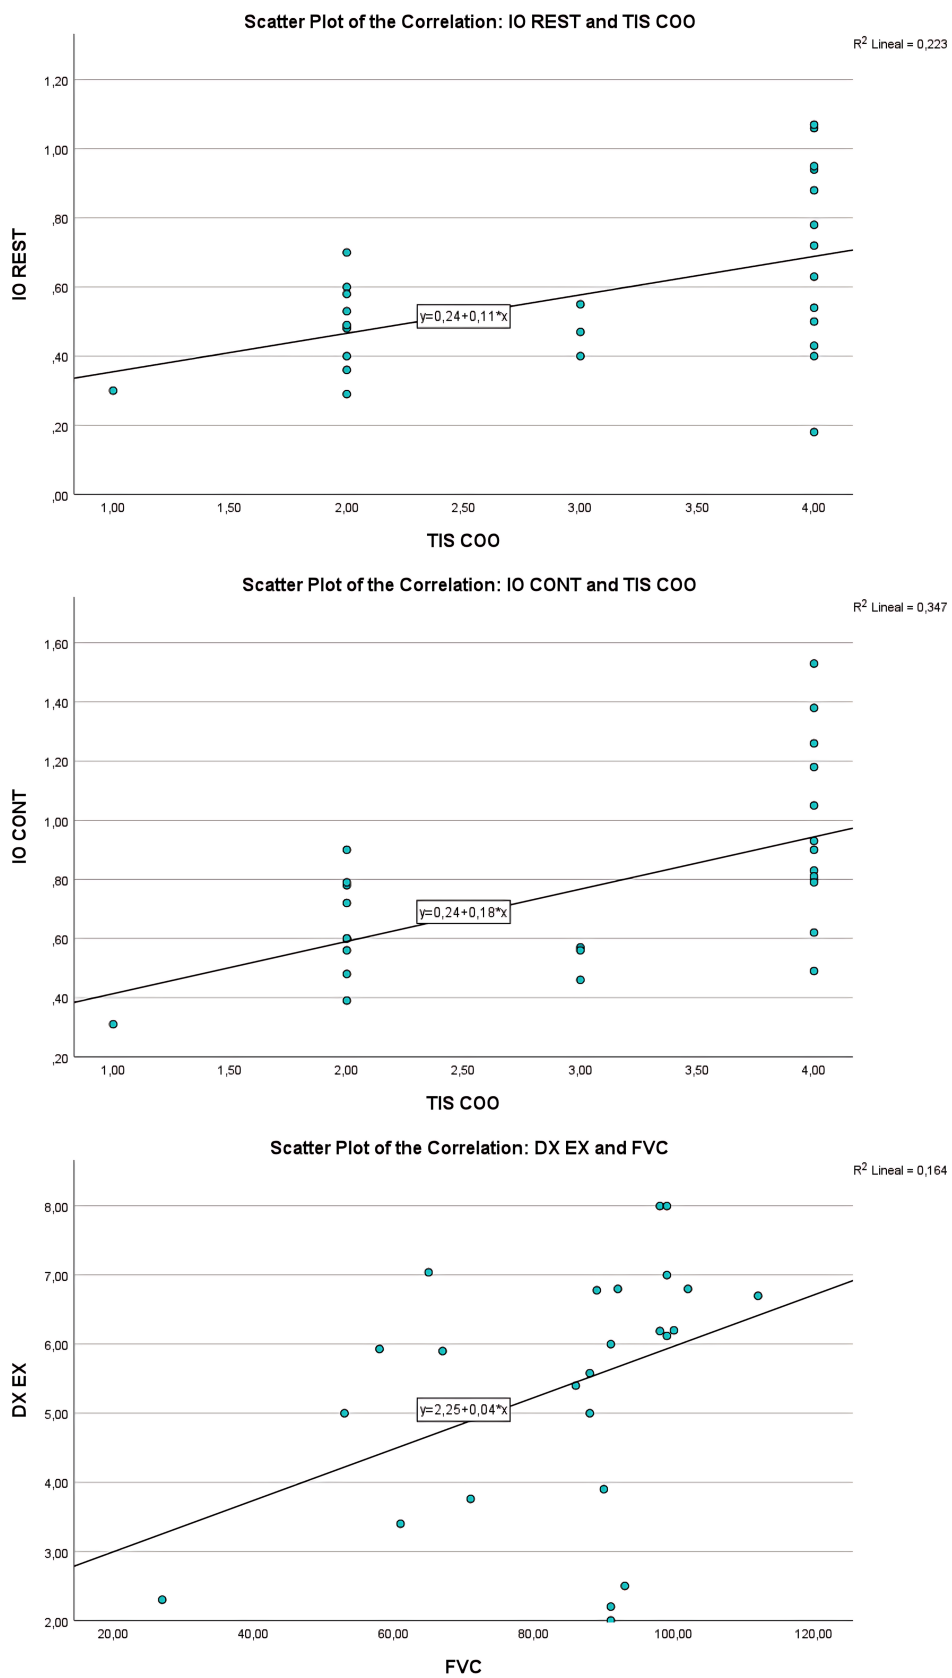 Scatter Plot of the Correlation: IO REST and TIS COO
R2 Lineal = 0,223
1,20
1,00
,80
,60
,40
,20
,00
IO REST
y=0,24+0,11*x
1,00 1,50 2,00 2,50 3,00 3,50 4,00
TIS COO
Scatter Plot of the Correlation: IO CONT and TIS COO
R2 Lineal = 0,347
1,60
1,40
1,20
1,00
,80
,60
,40
,20
IO CONT
y=0,24+0,18*x
1,00 1,50 2,00 2,50 3,00 3,50 4,00
TIS COO
Scatter Plot of the Correlation: DX EX and FVC
R2 Lineal = 0,164
8,00
7,00
6,00
5,00
4,00
3,00
2,00
DX EX
y=2,25+0,04*x
20,00 40,00 60,00 80,00 100,00 120,00
FVC